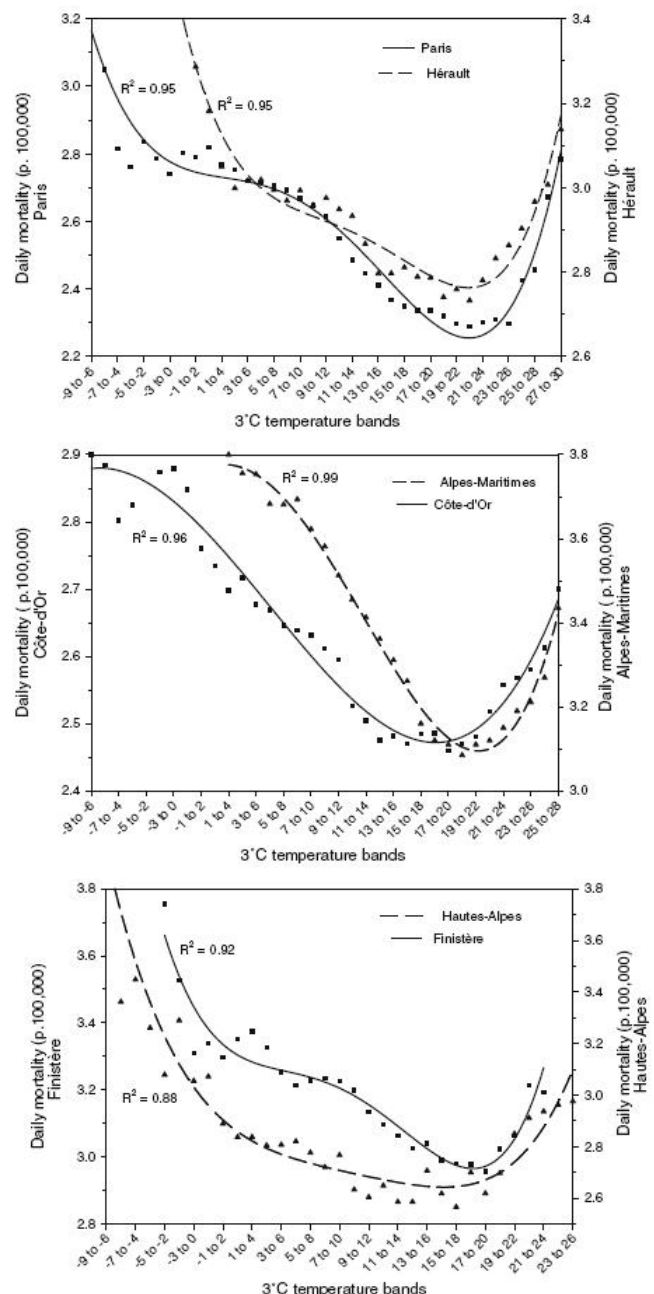 3.2
3.0
2.8
2.6
2.4
2.2
Daily mortality (p. 100,000)
Paris
3.4
3.2
3.0
2.8
2.6
Daily mortality (p. 100,000)
Hérault
Paris
Hérault
R² = 0.95
R² = 0.95
-9 to -6
-7 to -4
-5 to -2
-3 to 0
-1 to 2
1 to 4
3 to 6
5 to 8
7 to 10
9 to 12
11 to 14
13 to 16
15 to 18
17 to 20
19 to 22
21 to 24
23 to 26
25 to 28
27 to 30
3˚C temperature bands
2.9
2.8
2.7
2.6
2.5
2.4
Daily mortality ( p.100,000)
Côte-d'Or
3.8
3.6
3.4
3.2
3.0
Daily mortality ( p.100,000)
Alpes-Maritimes
Alpes-Maritimes
Côte-d'Or
R² = 0.99
R² = 0.96
-9 to -6
-7 to -4
-5 to -2
-3 to 0
-1 to 2
1 to 4
3 to 6
5 to 8
7 to 10
9 to 12
11 to 14
13 to 16
15 to 18
17 to 20
19 to 22
21 to 24
23 to 26
25 to 28
3˚C temperature bands
3.8
3.6
3.4
3.2
3.0
2.8
Daily mortality (p.100,000)
Finistère
3.8
3.6
3.4
3.2
3.0
2.8
2.6
Daily mortality (p.100,000)
Hautes-Alpes
Hautes-Alpes
Finistère
R² = 0.92
R² = 0.88
-9 to -6
-7 to -4
-5 to -2
-3 to 0
-1 to 2
1 to 4
3 to 6
5 to 8
7 to 10
9 to 12
11 to 14
13 to 16
15 to 18
17 to 20
19 to 22
21 to 24
23 to 26
3˚C temperature bands